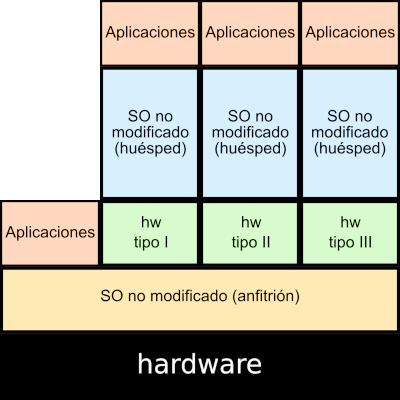 Aplicaciones
Aplicaciones
Aplicaciones
SO no
modificado
(huésped)
SO no
modificado
(huésped)
SO no
modificado
(huésped)
Aplicaciones
hw
tipo I
hw
tipo II
hw
tipo III
SO no modificado (anfitrión)
hardware